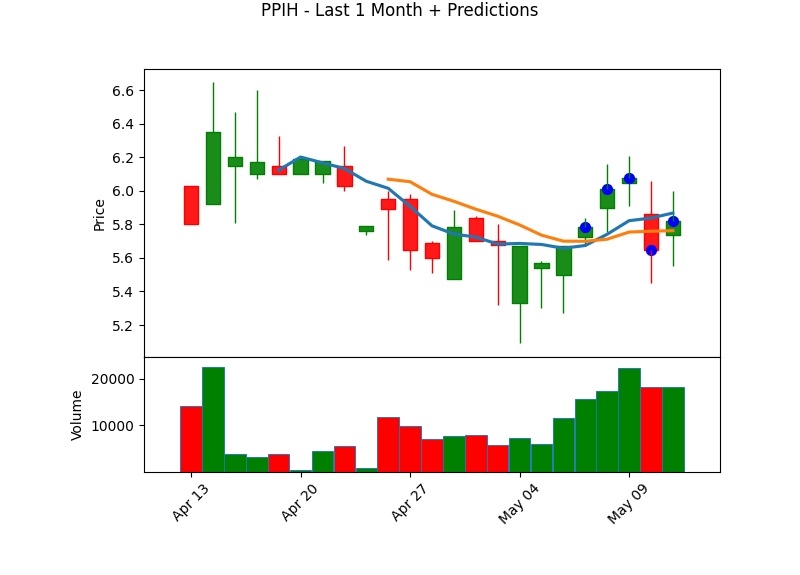 PPIH - Last 1 Month + Predictions
6.6
6.4
6.2
6.0
5.8
5.6
5.4
5.2
Price
20000
10000
Volume
Apr 13
Apr 20
Apr 27
May 04
May 09